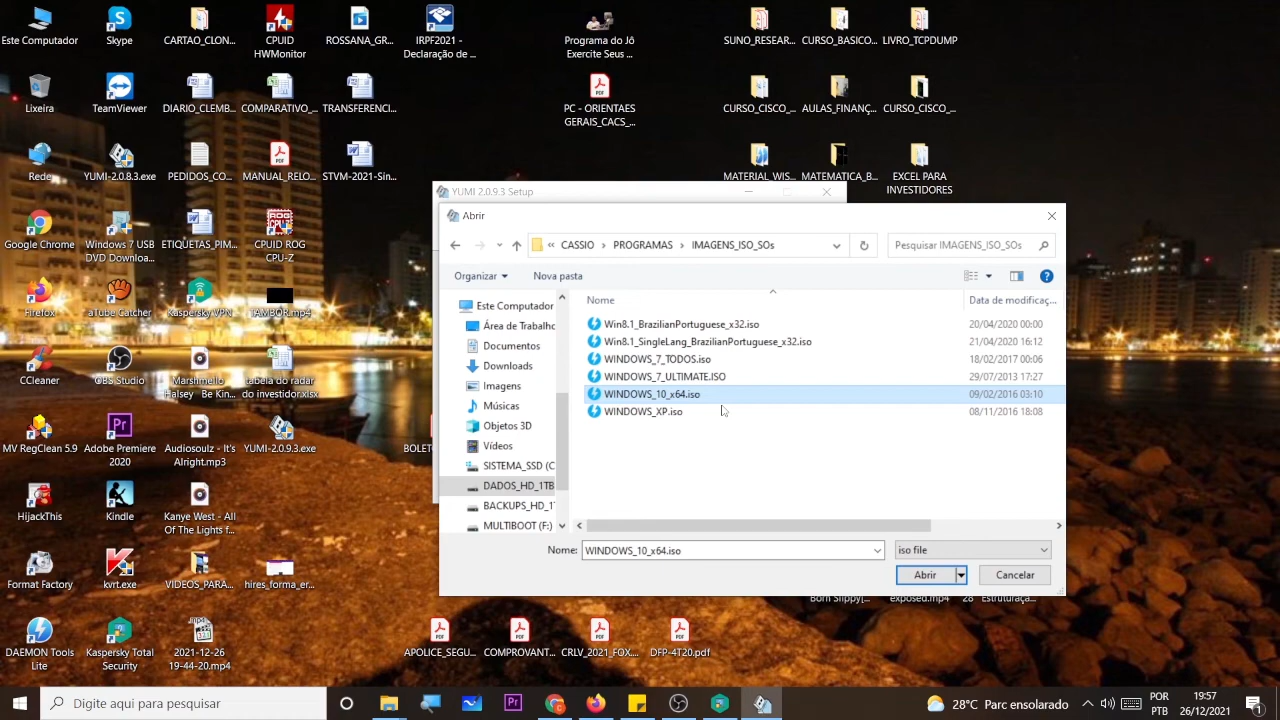 Este Computador
Skype
CARTAO_CLON...
CPUID
HWMonitor
ROSSANA_GR...
IRPF2021 -
Declaração de ...
Programa do Jô
Exercite Seus ...
SUNO_RESEAR...
CURSO_BASICO...
LIVRO_TCPDUMP
Lixeira
TeamViewer
DIARIO_CLEMB...
COMPARATIVO_...
TRANSFERENCI...
PC - ORIENTAES
GERAIS_CACS_...
CURSO_CISCO_...
AULAS_FINANÇ...
CURSO_CISCO_...
Rede
YUMI-2.0.8.3.exe
PEDIDOS_CO...
MANUAL_RELO...
STVM-2021-Sin...
MATERIAL_WIS...
MATEMATICA_B...
EXCEL PARA
INVESTIDORES
Google Chrome
Windows 7 USB
DVD Downloa...
ETIQUETAS_PIM...
CPUID ROG
CPU-Z
Firefox
aTube Catcher
Kaspersky VPN
TAMBOR.mp4
CCleaner
OBS Studio
Marshmello
Halsey Be Kin...
tabela do radar
do investidor.xlsx
MV RegClean 5.9
Adobe Premiere
2020
Audiosoulz - It's
Alright.mp3
YUMI-2.0.9.3.exe
BOLET
HijackThis
Kindle
Kanye West - All
Of The Lights f...
Format Factory
kvrt.exe
VIDEOS_PARA...
hires_forma_er...
DAEMON Tools
Lite
Kaspersky Total
Security
2021-12-26
19-44-20.mp4
APOLICE_SEGU...
COMPROVANT...
CRLV_2021_FOX...
DFP-4T20.pdf
Born Slippy[...
exposed.mp4
28 Estruturaça...
YUMI 2.0.9.3 Setup
Abrir
« CASSIO › PROGRAMAS › IMAGENS_ISO_SOs
Pesquisar IMAGENS_ISO_SOs
Organizar
Nova pasta
Este Computador
Área de Trabalho
Documentos
Downloads
Imagens
Músicas
Objetos 3D
Vídeos
SISTEMA_SSD (C
DADOS_HD_1TB
BACKUPS_HD_1T
MULTIBOOT (F:)
Nome
Data de modificaç...
Win8.1_BrazilianPortuguese_x32.iso 20/04/2020 00:00
Win8.1_SingleLang_BrazilianPortuguese_x32.iso 21/04/2020 16:12
WINDOWS_7_TODOS.iso 18/02/2017 00:06
WINDOWS_7_ULTIMATE.ISO 29/07/2013 17:27
WINDOWS_10_x64.iso 09/02/2016 03:10
WINDOWS_XP.iso 08/11/2016 18:08
Nome: WINDOWS_10_x64.iso
iso file
Abrir
Cancelar
Digite aqui para pesquisar
28°C Parc ensolarado
POR
PTB
19:57
26/12/2021